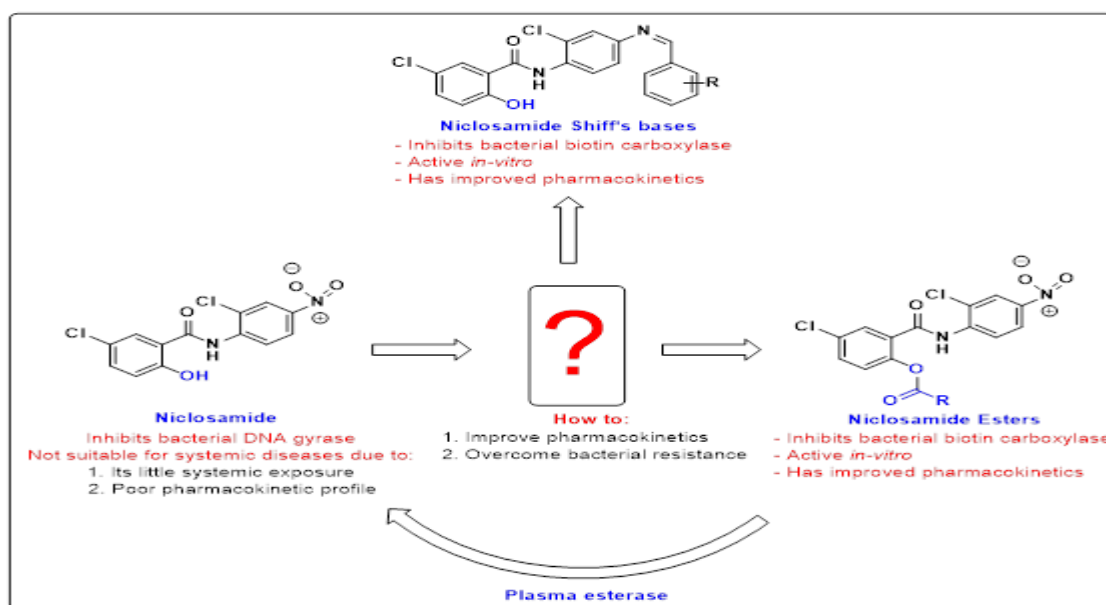 Cl
O
N
H
OH
Cl
N
R
Niclosamide Shiff's bases
- Inhibits bacterial biotin carboxylase
- Active in-vitro
- Has improved pharmacokinetics
Cl
O
N
H
OH
Cl
O
N
O
Niclosamide
Inhibits bacterial DNA gyrase
Not suitable for systemic diseases due to:
1. Its little systemic exposure
2. Poor pharmacokinetic profile
?
How to:
1. Improve pharmacokinetics
2. Overcome bacterial resistance
Cl
O
N
H
Cl
O
N
O
O
O
R
Niclosamide Esters
- Inhibits bacterial biotin carboxylase
- Active in-vitro
- Has improved pharmacokinetics
Plasma esterase